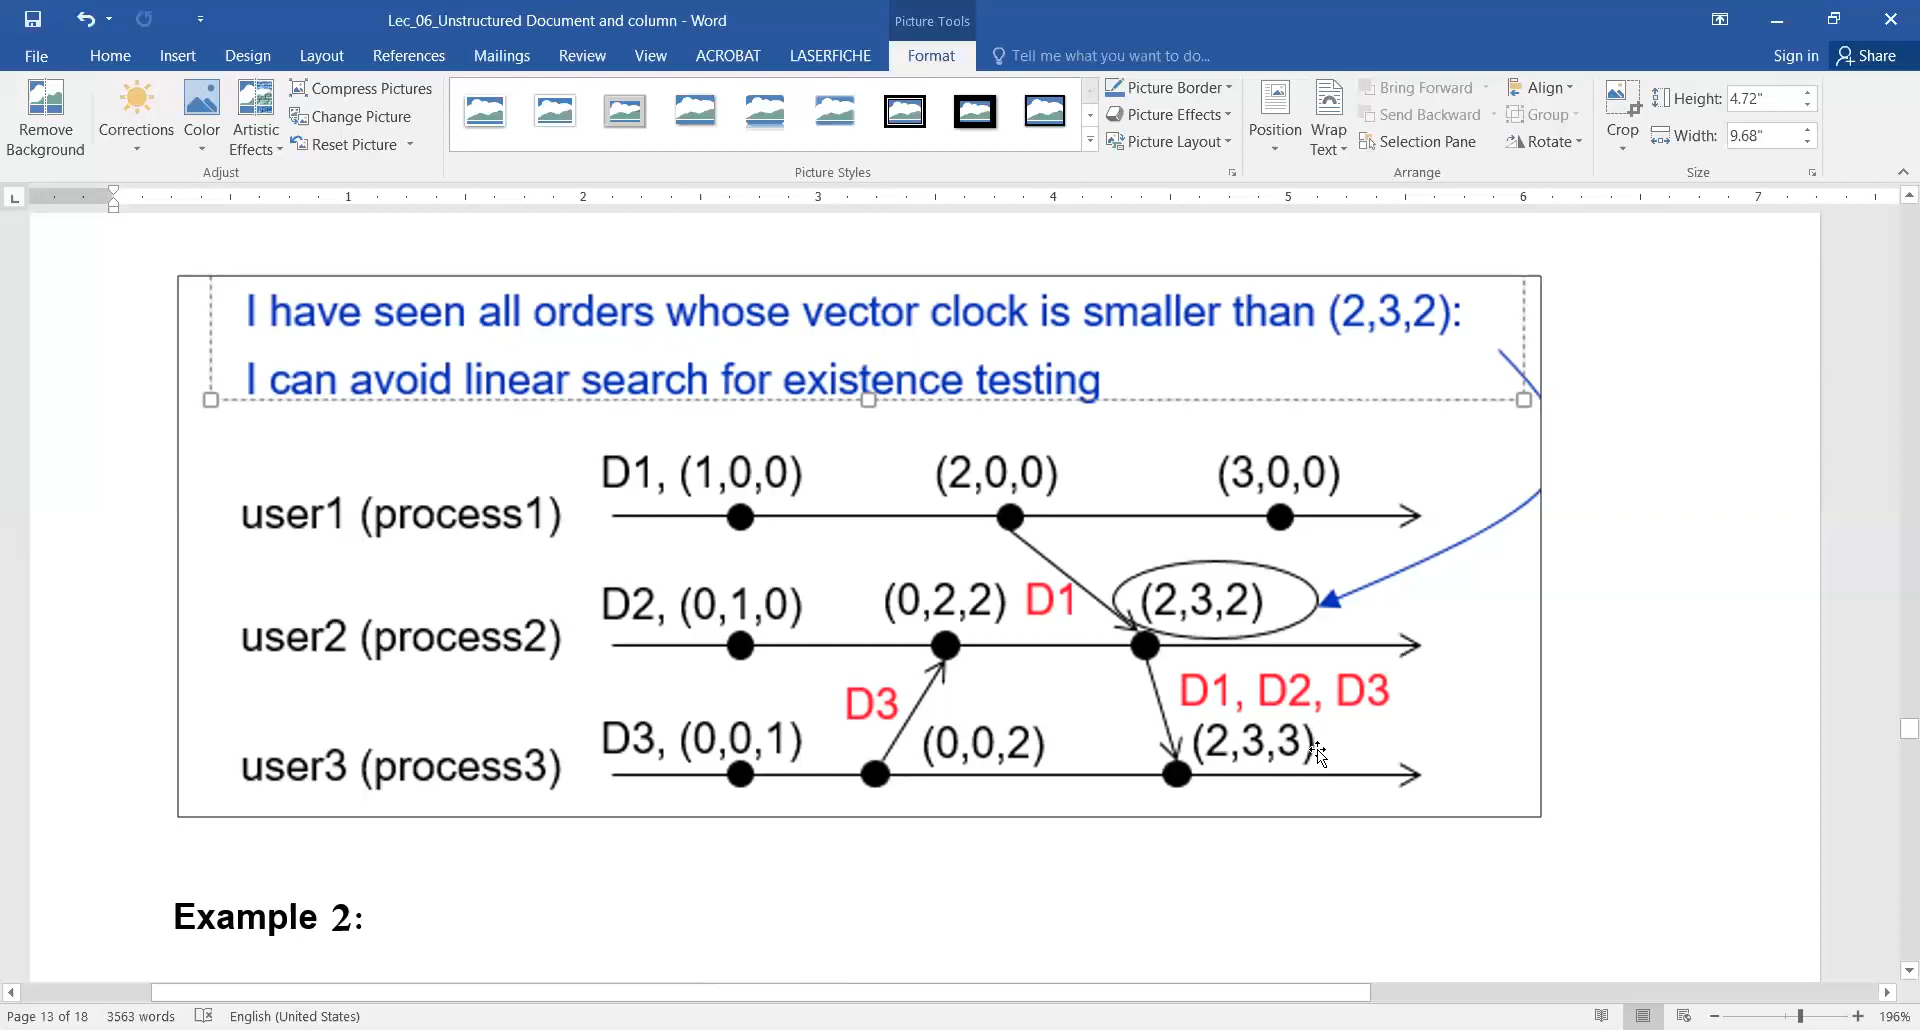 Lec_06_Unstructured Document and column - Word
Picture Tools
File Home Insert Design Layout References Mailings Review View ACROBAT LASERFICHE Format Tell me what you want to do... Sign in Share
Remove Background
Corrections
Color
Artistic Effects
Compress Pictures
Change Picture
Reset Picture
Adjust
Picture Styles
Picture Border
Picture Effects
Picture Layout
Position
Wrap Text
Bring Forward
Send Backward
Selection Pane
Align
Group
Rotate
Arrange
Crop
Height: 4.72"
Width: 9.68"
Size
L
1 2 3 4 5 6 7
I have seen all orders whose vector clock is smaller than (2,3,2):
I can avoid linear search for existence testing
D1, (1,0,0) (2,0,0) (3,0,0)
user1 (process1)
D2, (0,1,0) (0,2,2) D1 (2,3,2)
user2 (process2)
D3 D1, D2, D3
D3, (0,0,1) (0,0,2) (2,3,3)
user3 (process3)
Example 2:
Page 13 of 18 3563 words English (United States) 196%